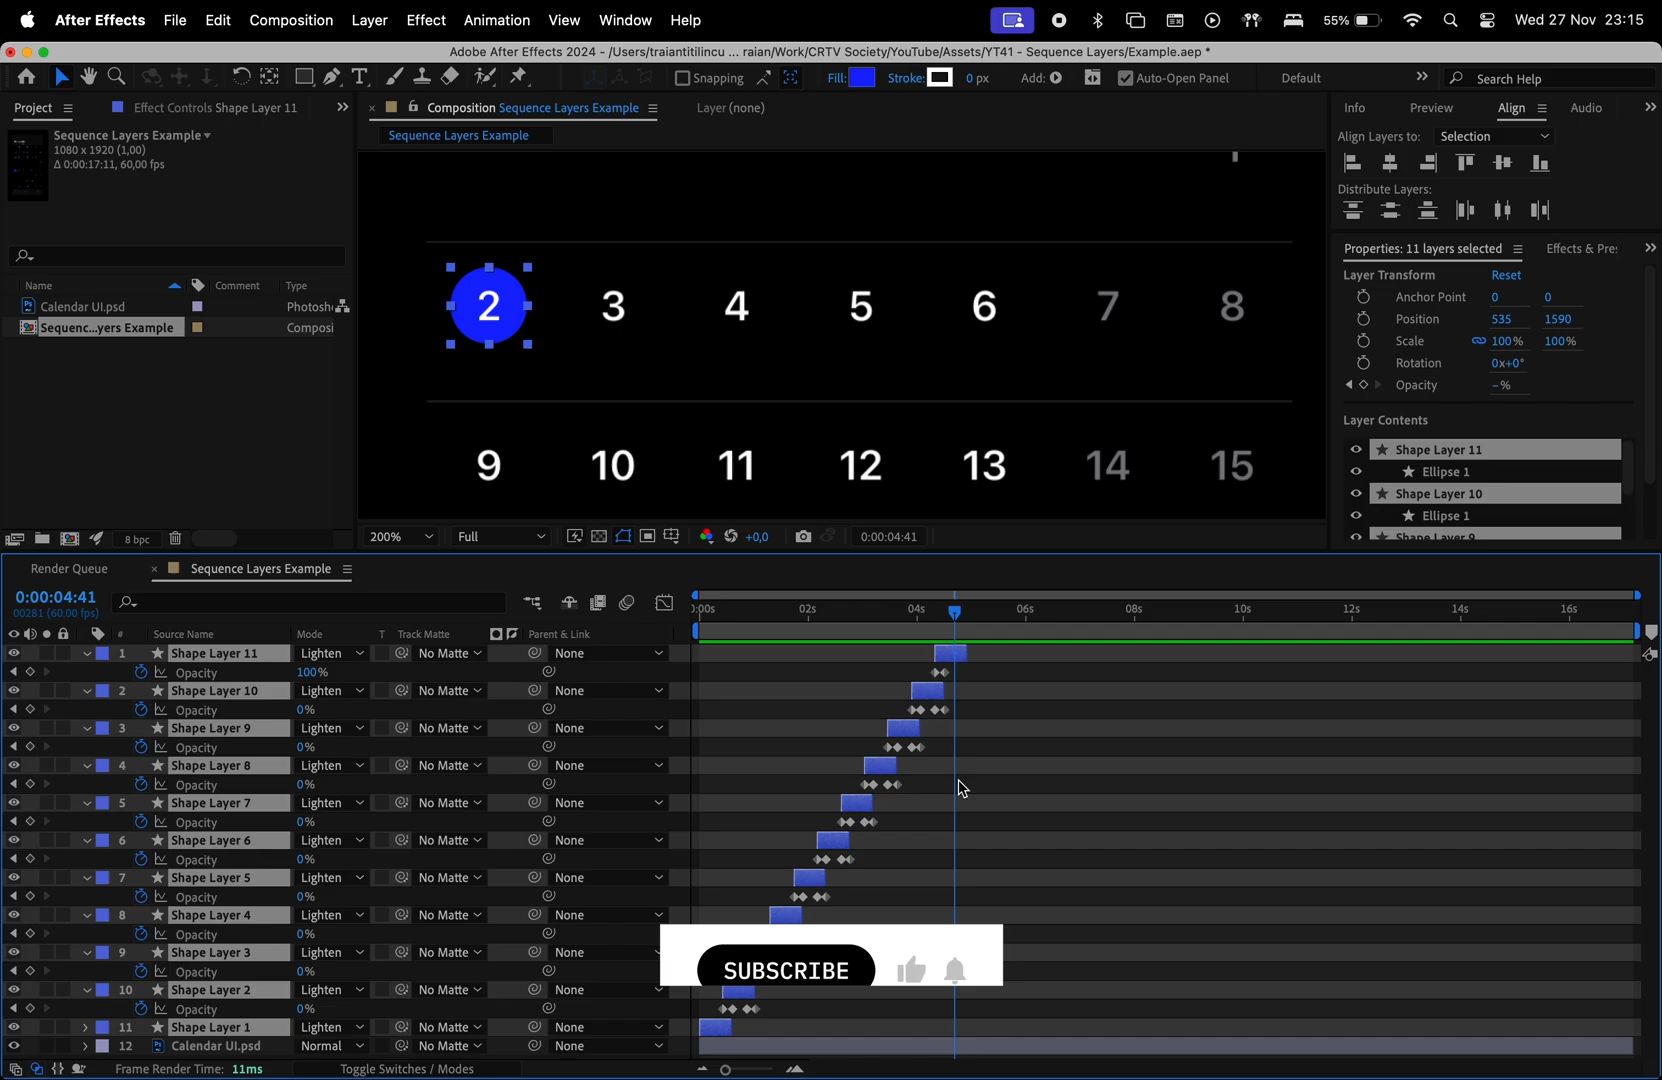 After Effects File Edit Composition Layer Effect Animation View Window Help 55% Wed 27 Nov 23:15
Adobe After Effects 2024 - /Users/traiantitilincu ... raian/Work/CRTV Society/YouTube/Assets/YT41 - Sequence Layers/Example.aep *
Snapping Fill: Stroke: 0 px Add: Auto-Open Panel Default Search Help
Project Effect Controls Shape Layer 11 Composition Sequence Layers Example Layer (none) Info Preview Align Audio
Sequence Layers Example
1080 x 1920 (1,00)
Δ 0:00:17:11, 60,00 fps
Sequence Layers Example
Align Layers to: Selection
Distribute Layers:
Properties: 11 layers selected Effects & Pre:
Name Comment Type
Calendar UI.psd Photosh
Sequenc...yers Example Composi
2 3 4 5 6 7 8
9 10 11 12 13 14 15
Layer Transform Reset
Anchor Point 0 0
Position 535 1590
Scale 100% 100%
Rotation 0x+0°
Opacity -%
Layer Contents
Shape Layer 11
Ellipse 1
Shape Layer 10
Ellipse 1
Shape Layer 9
8 bpc 200% Full +0,0 0:00:04:41
Render Queue Sequence Layers Example
0:00:04:41
00281 (60.00 fps)
):00s 02s 04s 06s 08s 10s 12s 14s 16s
# Source Name Mode T Track Matte Parent & Link
1 Shape Layer 11 Lighten No Matte None
Opacity 100%
2 Shape Layer 10 Lighten No Matte None
Opacity 0%
3 Shape Layer 9 Lighten No Matte None
Opacity 0%
4 Shape Layer 8 Lighten No Matte None
Opacity 0%
5 Shape Layer 7 Lighten No Matte None
Opacity 0%
6 Shape Layer 6 Lighten No Matte None
Opacity 0%
7 Shape Layer 5 Lighten No Matte None
Opacity 0%
8 Shape Layer 4 Lighten No Matte None
Opacity 0%
9 Shape Layer 3 Lighten No Matte None
Opacity 0%
SUBSCRIBE
10 Shape Layer 2 Lighten No Matte None
Opacity 0%
11 Shape Layer 1 Lighten No Matte None
12 Calendar UI.psd Normal No Matte None
Frame Render Time: 11ms Toggle Switches / Modes